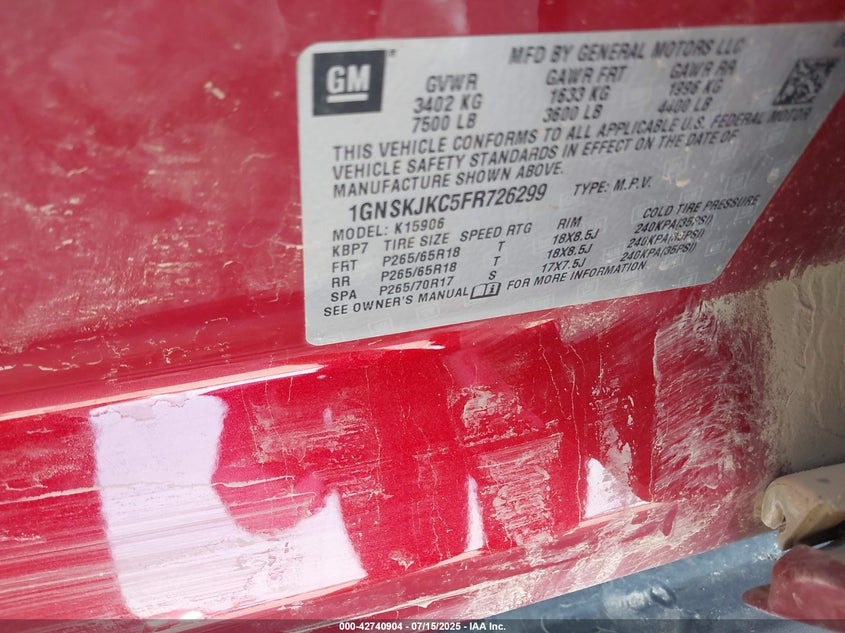 GM
MFD BY GENERAL MOTORS LLC
GVWR GAWR FRT GAWR RR
3402 KG 1633 KG 1996 KG
7500 LB 3600 LB 4400 LB
THIS VEHICLE CONFORMS TO ALL APPLICABLE U.S. FEDERAL MOTOR
VEHICLE SAFETY STANDARDS IN EFFECT ON THE DATE OF
MANUFACTURE SHOWN ABOVE.
1GNSKJKC5FR726299 TYPE: M.P.V.
MODEL: K15906
KBP7 TIRE SIZE SPEED RTG RIM COLD TIRE PRESSURE
FRT P265/65R18 T 18X8.5J 240KPA(35PSI)
RR P265/65R18 T 18X8.5J 240KPA(35PSI)
SPA P265/70R17 S 17X7.5J 240KPA(35PSI)
SEE OWNER'S MANUAL FOR MORE INFORMATION
000-42740904 - 07/15/2025 - IAA Inc.